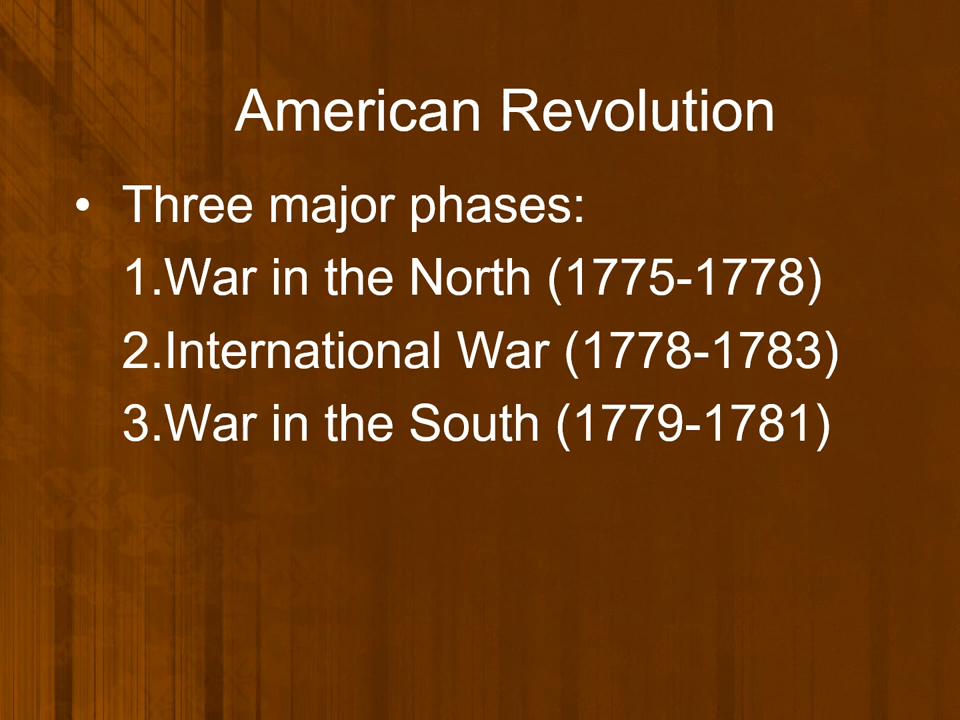 American Revolution
• Three major phases:
1.War in the North (1775-1778)
2.International War (1778-1783)
3.War in the South (1779-1781)